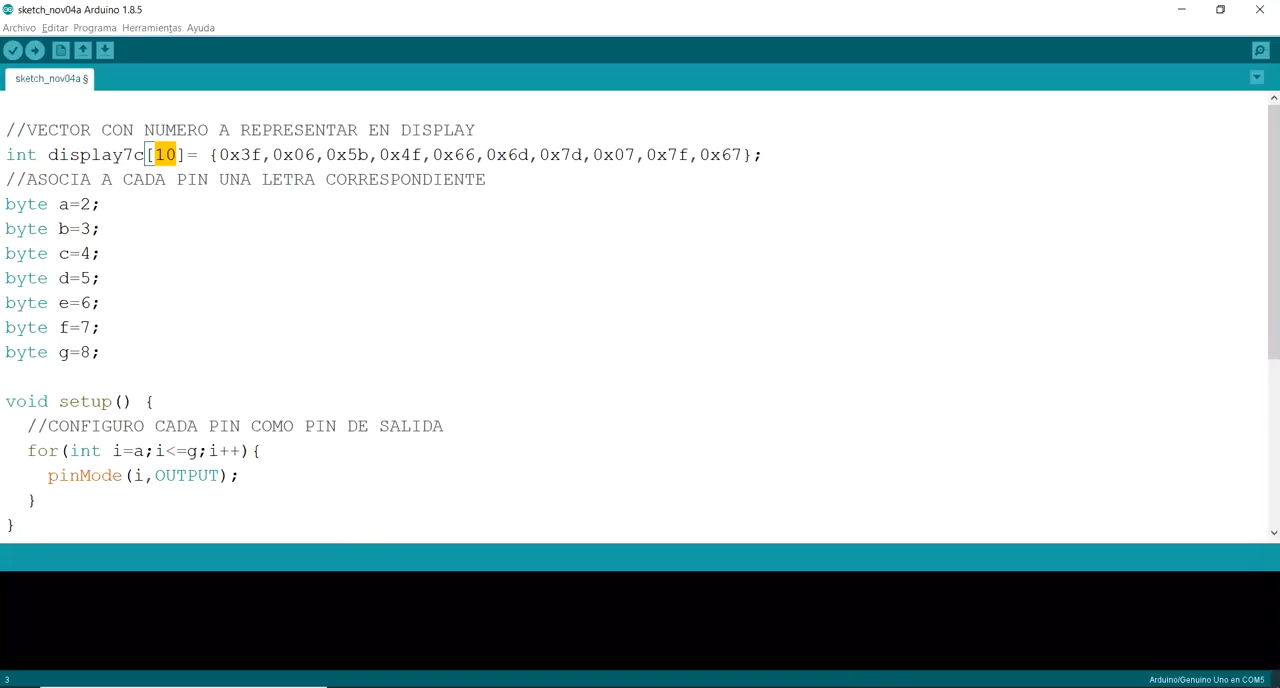 sketch_nov04a Arduino 1.8.5
Archivo Editar Programa Herramientas Ayuda
sketch_nov04a §
//VECTOR CON NUMERO A REPRESENTAR EN DISPLAY
int display7c[10]= {0x3f,0x06,0x5b,0x4f,0x66,0x6d,0x7d,0x07,0x7f,0x67};
//ASOCIA A CADA PIN UNA LETRA CORRESPONDIENTE
byte a=2;
byte b=3;
byte c=4;
byte d=5;
byte e=6;
byte f=7;
byte g=8;
void setup() {
//CONFIGURO CADA PIN COMO PIN DE SALIDA
for(int i=a;i<=g;i++){
pinMode(i,OUTPUT);
}
}
3
Arduino/Genuino Uno en COM5